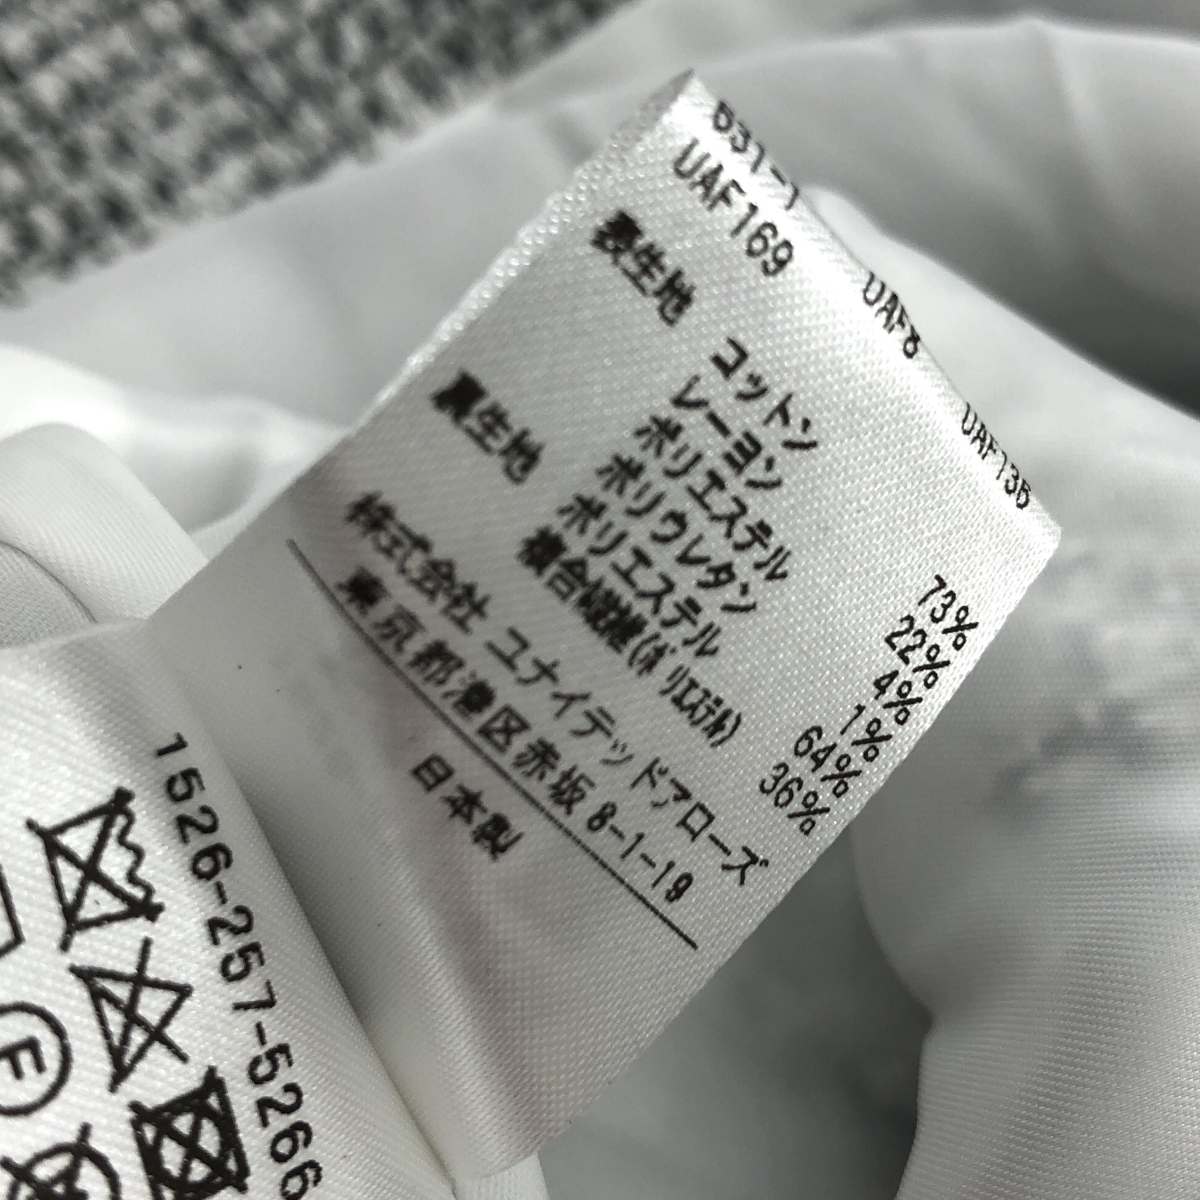 UAF169
UAF8
UAF136
表生地
コットン 73%
レーヨン 22%
ポリエステル 4%
ポリウレタン 1%
裏生地
ポリエステル 64%
複合繊維(ポリエステル) 36%
株式会社 ユナイテッドアローズ
東京都港区赤坂 8-1-19
日本製
1526-257-5266
F